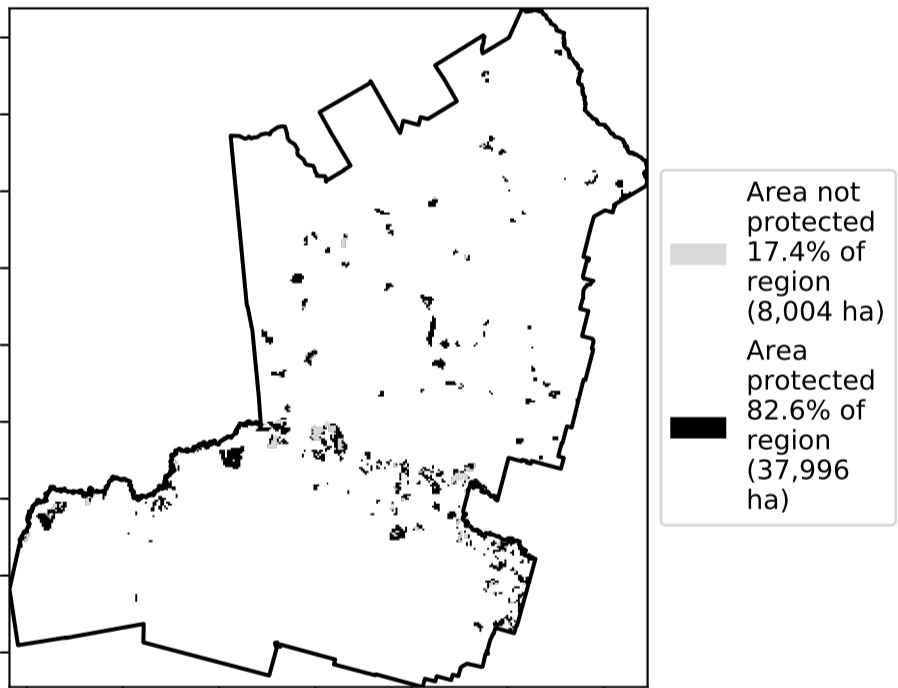 Area not
protected
17.4% of
region
(8,004 ha)
Area
protected
82.6% of
region
(37,996
ha)